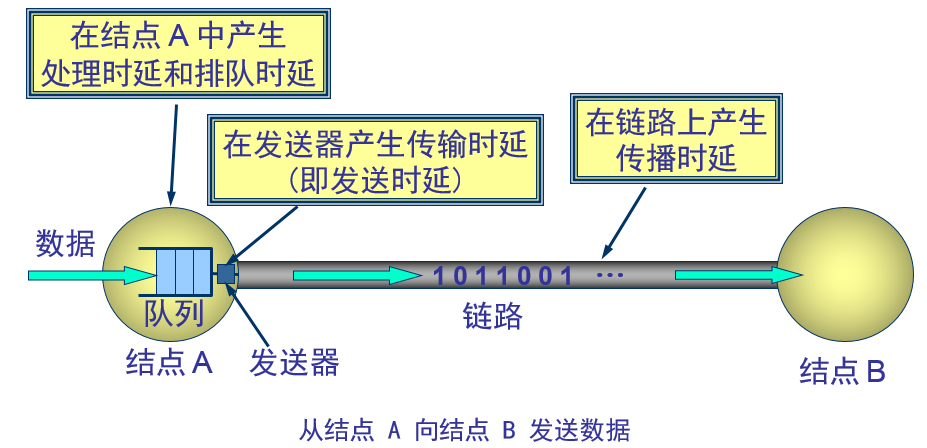 在结点 A 中产生
处理时延和排队时延
在发送器产生传输时延
(即发送时延)
在链路上产生
传播时延
数据
1011001 …
队列
链路
结点 A
发送器
结点 B
从结点 A 向结点 B 发送数据